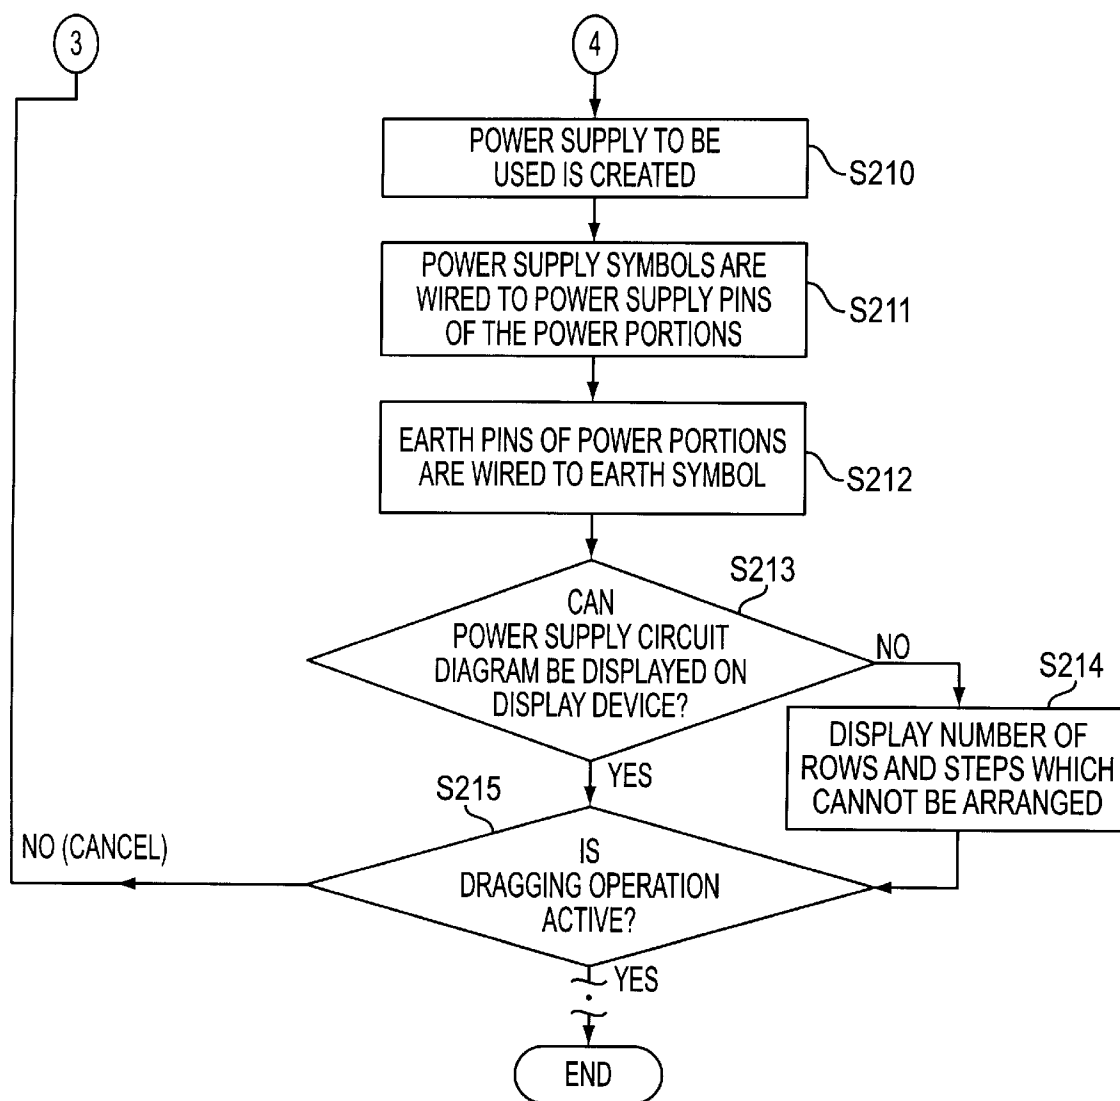 3
4
POWER SUPPLY TO BE
USED IS CREATED
S210
POWER SUPPLY SYMBOLS ARE
WIRED TO POWER SUPPLY PINS
OF THE POWER PORTIONS
S211
EARTH PINS OF POWER PORTIONS
ARE WIRED TO EARTH SYMBOL
S212
S213
CAN
POWER SUPPLY CIRCUIT
DIAGRAM BE DISPLAYED ON
DISPLAY DEVICE?
NO
S214
DISPLAY NUMBER OF
ROWS AND STEPS WHICH
CANNOT BE ARRANGED
YES
S215
NO (CANCEL)
IS
DRAGGING OPERATION
ACTIVE?
YES
END